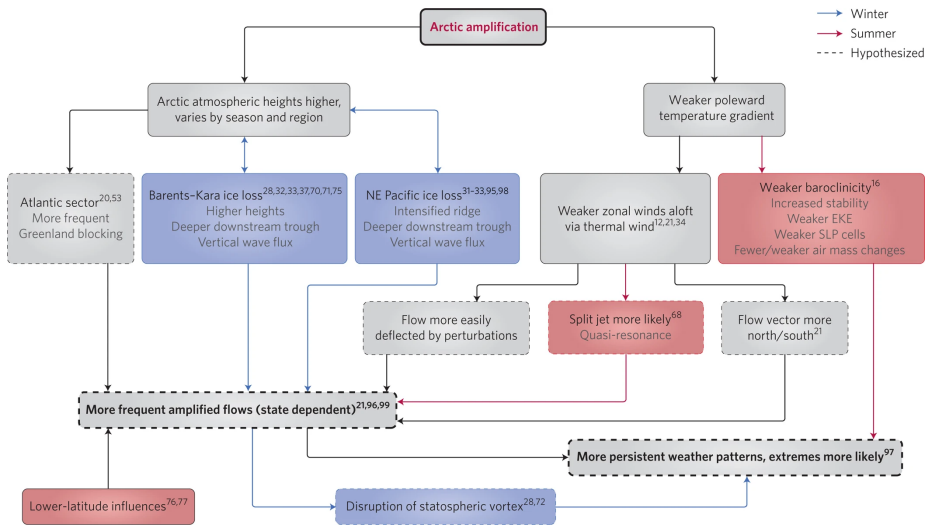 Arctic amplification
Winter
Summer
Hypothesized
Arctic atmospheric heights higher,
varies by season and region
Weaker poleward
temperature gradient
Atlantic sector20,53
More frequent
Greenland blocking
Barents–Kara ice loss28,32,33,37,70,71,75
Higher heights
Deeper downstream trough
Vertical wave flux
NE Pacific ice loss31–33,95,98
Intensified ridge
Deeper downstream trough
Vertical wave flux
Weaker zonal winds aloft
via thermal wind12,21,34
Weaker baroclinicity16
Increased stability
Weaker EKE
Weaker SLP cells
Fewer/weaker air mass changes
Flow more easily
deflected by perturbations
Split jet more likely68
Quasi-resonance
Flow vector more
north/south21
More frequent amplified flows (state dependent)21,96,99
More persistent weather patterns, extremes more likely97
Lower-latitude influences76,77
Disruption of statospheric vortex28,72